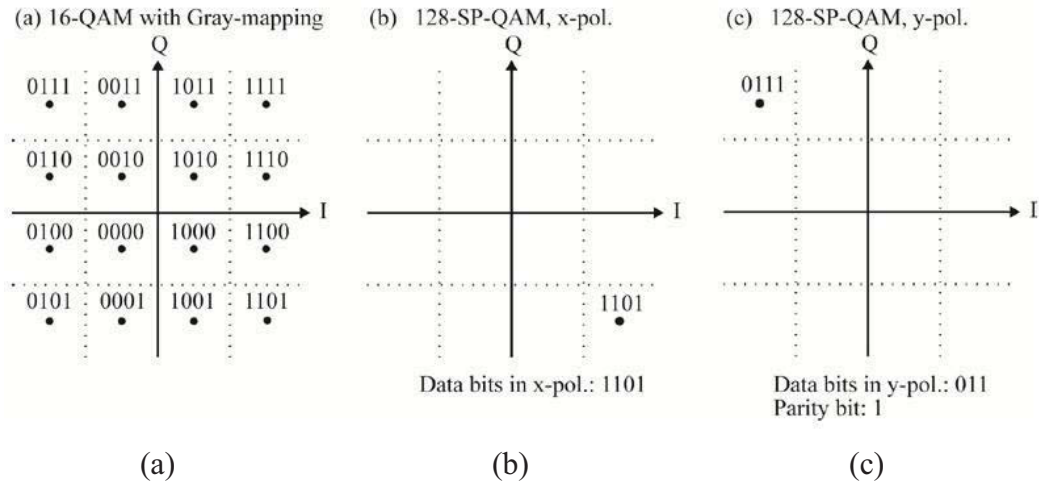 (a) 16-QAM with Gray-mapping
Q
0111 0011 1011 1111
0110 0010 1010 1110
I
0100 0000 1000 1100
0101 0001 1001 1101
(b) 128-SP-QAM, x-pol.
Q
I
1101
Data bits in x-pol.: 1101
(c) 128-SP-QAM, y-pol.
Q
0111
I
Data bits in y-pol.: 011
Parity bit: 1
(a) (b) (c)